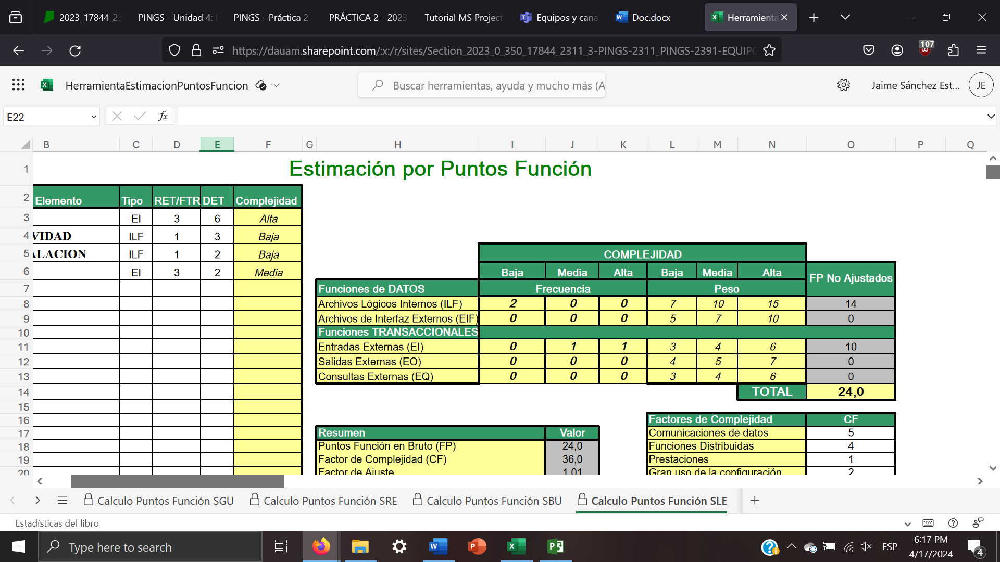 2023_17844_23
PINGS - Unidad 4: E
PINGS - Práctica 2 -
PRÁCTICA 2 - 2023
Tutorial MS Project
Equipos y cana
Doc.docx
Herramienta
https://dauam.sharepoint.com/:x:/r/sites/Section_2023_0_350_17844_2311_3-PINGS-2311_PINGS-2391-EQUIPO
107
HerramientaEstimacionPuntosFuncion
Buscar herramientas, ayuda y mucho más (A
Jaime Sánchez Est...
JE
E22
fx
B C D E F G H I J K L M N O P Q
1 Estimación por Puntos Función
2 Elemento Tipo RET/FTR DET Complejidad
3 EI 3 6 Alta
4 VIDAD ILF 1 3 Baja
5 ALACION ILF 1 2 Baja
COMPLEJIDAD
6 EI 3 2 Media
Baja Media Alta Baja Media Alta FP No Ajustados
7 Funciones de DATOS Frecuencia Peso
8 Archivos Lógicos Internos (ILF) 2 0 0 7 10 15 14
9 Archivos de Interfaz Externos (EIF) 0 0 0 5 7 10 0
10 Funciones TRANSACCIONALES
11 Entradas Externas (EI) 0 1 1 3 4 6 10
12 Salidas Externas (EO) 0 0 0 4 5 7 0
13 Consultas Externas (EQ) 0 0 0 3 4 6 0
14 TOTAL 24,0
15
16 Factores de Complejidad CF
17 Resumen Valor Comunicaciones de datos 5
18 Puntos Función en Bruto (FP) 24,0 Funciones Distribuidas 4
19 Factor de Complejidad (CF) 36,0 Prestaciones 1
20 Factor de Ajuste 1,01 Gran uso de la configuración 2
Calculo Puntos Función SGU
Calculo Puntos Función SRE
Calculo Puntos Función SBU
Calculo Puntos Función SLE
Estadísticas del libro
Type here to search
ESP
6:17 PM
4/17/2024
4